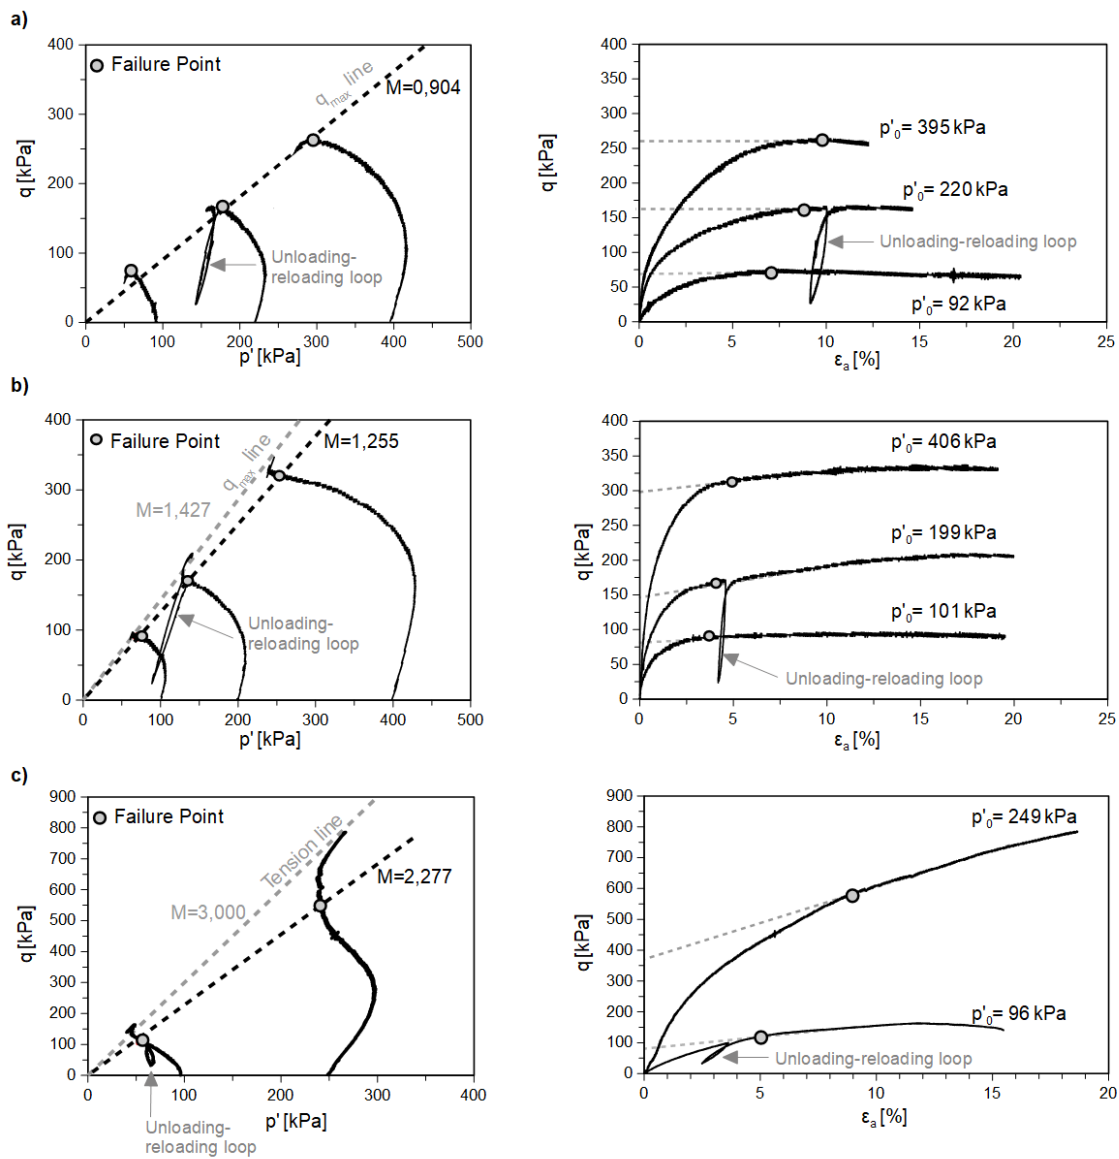 a)
400
300
200
100
0
q [kPa]
Failure Point
q max line
M=0,904
Unloading-
reloading loop
0
100
200
300
400
500
p' [kPa]
400
350
300
250
200
150
100
50
0
q [kPa]
p'0= 395 kPa
p'0= 220 kPa
Unloading-reloading loop
p'0= 92 kPa
0
5
10
15
20
25
εa [%]
b)
400
300
200
100
0
q [kPa]
Failure Point
q max line
M=1,255
M=1,427
Unloading-
reloading loop
0
100
200
300
400
500
p' [kPa]
400
350
300
250
200
150
100
50
0
q [kPa]
p'0= 406 kPa
p'0= 199 kPa
p'0= 101 kPa
Unloading-reloading loop
0
5
10
15
20
25
εa [%]
c)
900
800
700
600
500
400
300
200
100
0
q [kPa]
Failure Point
Tension line
M=2,277
M=3,000
0
100
200
300
400
p' [kPa]
Unloading-
reloading loop
900
800
700
600
500
400
300
200
100
0
q [kPa]
p'0= 249 kPa
p'0= 96 kPa
Unloading-reloading loop
0
5
10
15
20
εa [%]